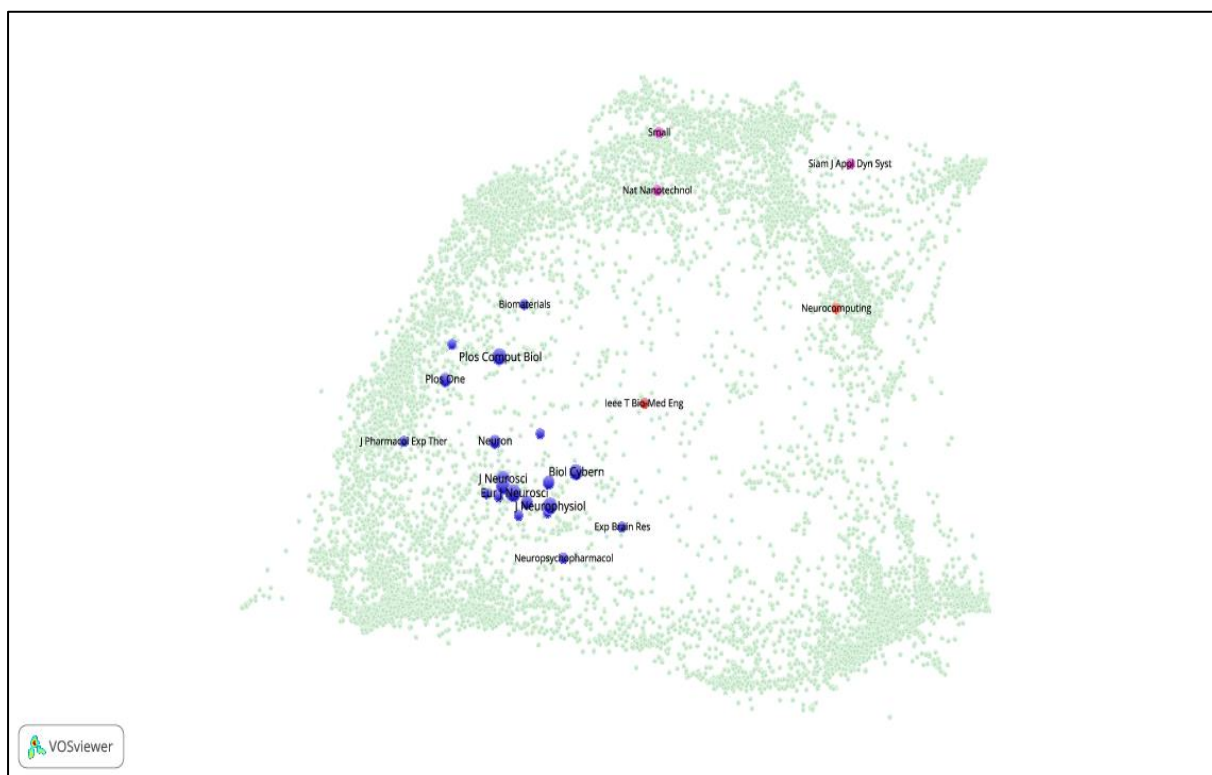 Small
Siam J Appl Dyn Syst
Nat Nanotechnol
Biomaterials
Neurocomputing
Plos Comput Biol
Plos One
Ieee T Bio-Med Eng
J Pharmacol Exp Ther
Neuron
Biol Cybern
J Neurosci
Eur J Neurosci
J Neurophysiol
Exp Brain Res
Neuropsychopharmacol
VOSviewer